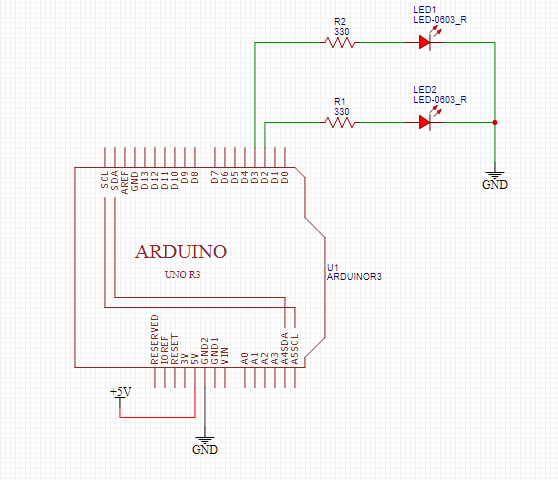 LED1
LED-0603_R
R2
330
LED2
LED-0603_R
R1
330
GND
SCL
SDA
AREF
GND
D13
D12
D11
D10
D9
D8
D7
D6
D5
D4
D3
D2
D1
D0
ARDUINO
UNO R3
U1
ARDUINOR3
RESERVED
IOREF
RESET
3V
5V
GND2
GND1
VIN
A0
A1
A2
A3
A4SDA
A5SCL
+5V
GND